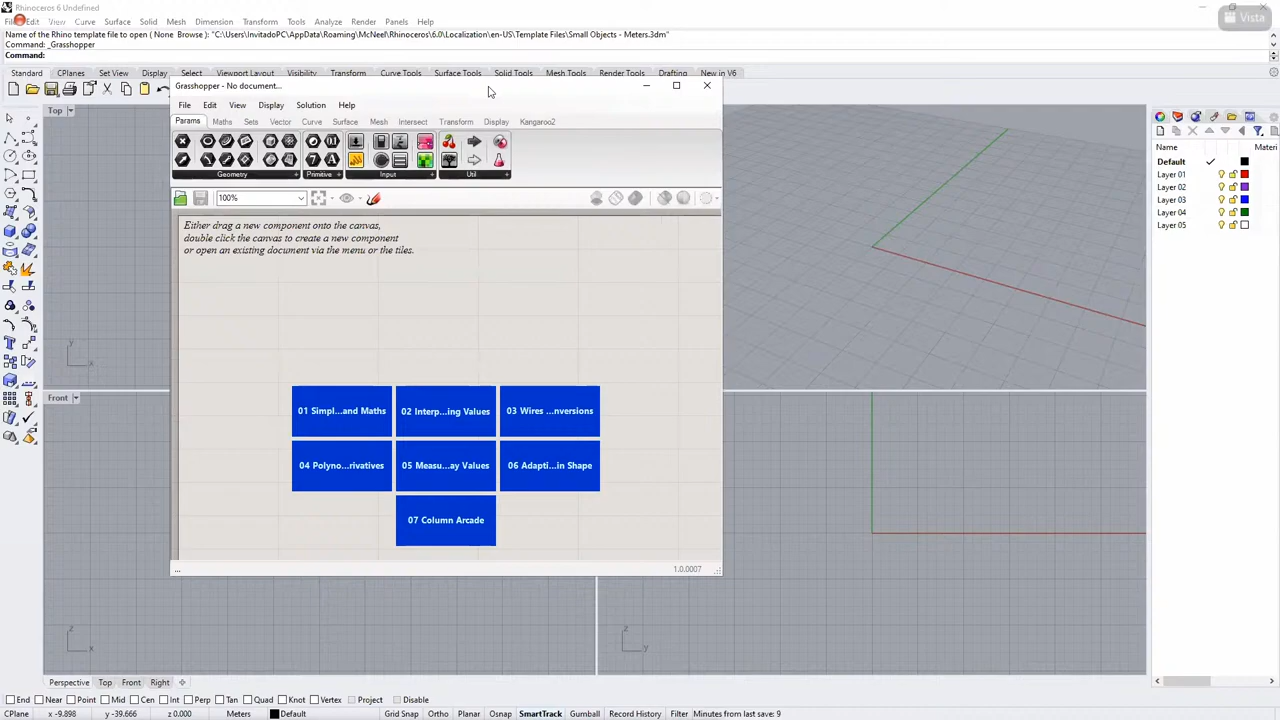 Rhinoceros 6 Undefined
File Edit View Curve Surface Solid Mesh Dimension Transform Tools Analyze Render Panels Help
Vista
Name of the Rhino template file to open ( None Browse ): "C:\Users\InvitadoPC\AppData\Roaming\McNeel\Rhinoceros\6.0\Localization\en-US\Template Files\Small Objects - Meters.3dm"
Command: _Grasshopper
Command:
Standard CPlanes Set View Display Select Viewport Layout Visibility Transform Curve Tools Surface Tools Solid Tools Mesh Tools Render Tools Drafting New in V6
Grasshopper - No document...
File Edit View Display Solution Help
Params Maths Sets Vector Curve Surface Mesh Intersect Transform Display Kangaroo2
Geometry Primitive Input Util
100%
Either drag a new component onto the canvas,
double click the canvas to create a new component
or open an existing document via the menu or the tiles.
01 Simpl...and Maths 02 Interp...ing Values 03 Wires ...nversions
04 Polyno...rivatives 05 Measu...ay Values 06 Adapti...in Shape
07 Column Arcade
... 1.0.0007
Top
y
x
Front
z
x
z
y
Name Materi
Default
Layer 01
Layer 02
Layer 03
Layer 04
Layer 05
Perspective Top Front Right
End Near Point Mid Cen Int Perp Tan Quad Knot Vertex Project Disable
CPlane x -9.898 y -39.666 z 0.000 Meters Default Grid Snap Ortho Planar Osnap SmartTrack Gumball Record History Filter Minutes from last save: 9